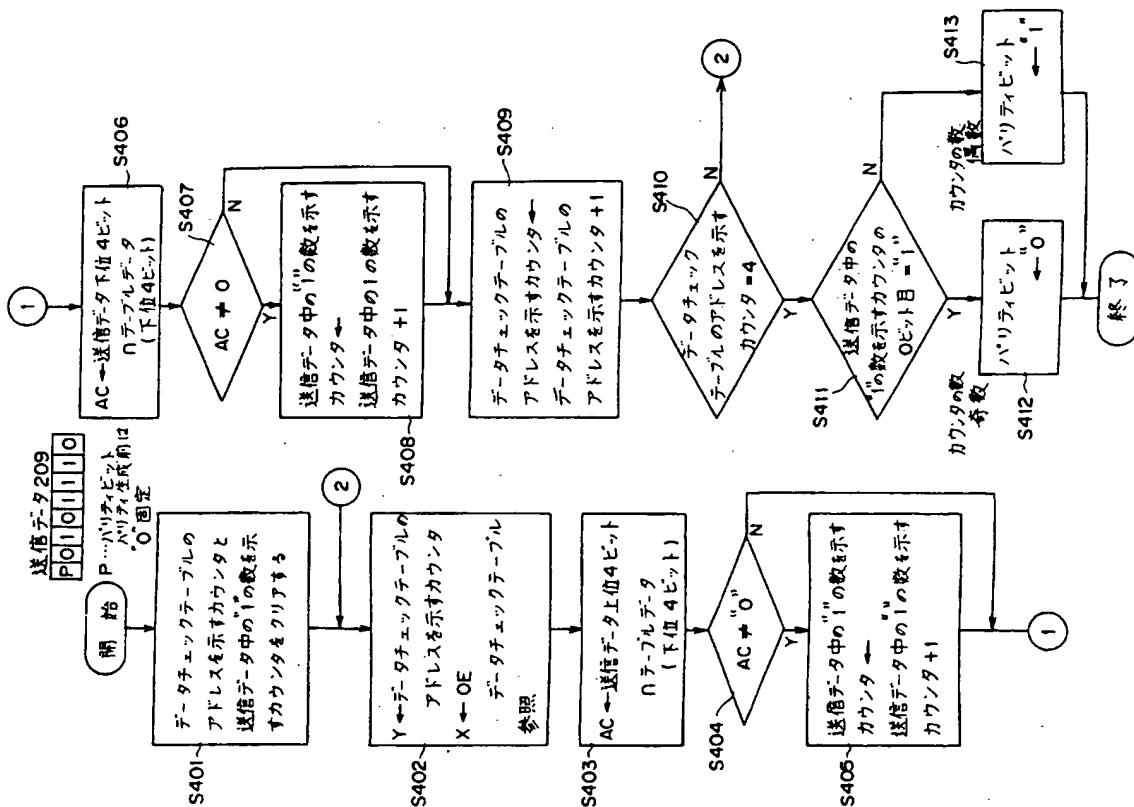 送信データ209
P 0 1 0 1 1 1 0
P…パリティビット
パリティ生成前は
"0"固定
開始
S401
データチェックテーブルの
アドレスを示すカウンタと
送信データ中の"1"の数を示
すカウンタをクリアする
2
S402
Y←データチェックテーブルの
アドレスを示すカウンタ
X←OE
データチェックテーブル
参照
S403
AC←送信データ上位4ビット
∩テーブルデータ
(下位4ビット)
S404
AC≠"0"
N
Y
S405
送信データ中の"1"の数を示す
カウンタ←
送信データ中の"1"の数を示す
カウンタ+1
1
1
S406
AC←送信データ下位4ビット
∩テーブルデータ
(下位4ビット)
S407
AC≠0
N
Y
S408
送信データ中の"1"の数を示す
カウンタ←
送信データ中の1の数を示す
カウンタ+1
S409
データチェックテーブルの
アドレスを示すカウンタ←
データチェックテーブルの
アドレスを示すカウンタ+1
S410
データチェック
テーブルのアドレスを示す
カウンタ=4
N
2
Y
S411
送信データ中の
"1"の数を示すカウンタの
0ビット目="1"
N
Y
カウンタの数
奇数
S412
パリティビット
←"0"
カウンタの数
偶数
S413
パリティビット
←"1"
終了